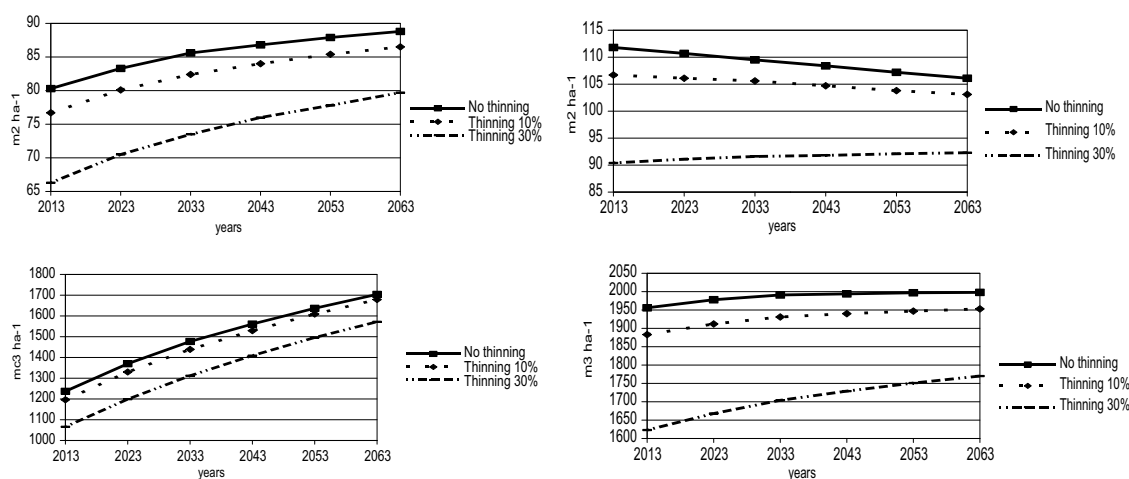 90
85
80
75
70
65
m2 ha-1
2013 2023 2033 2043 2053 2063
years
No thinning
Thinning 10%
Thinning 30%
115
110
105
100
95
90
85
m2 ha-1
2013 2023 2033 2043 2053 2063
years
No thinning
Thinning 10%
Thinning 30%
1800
1700
1600
1500
1400
1300
1200
1100
1000
mc3 ha-1
2013 2023 2033 2043 2053 2063
years
No thinning
Thinning 10%
Thinning 30%
2050
2000
1950
1900
1850
1800
1750
1700
1650
1600
m3 ha-1
2013 2023 2033 2043 2053 2063
years
No thinning
Thinning 10%
Thinning 30%